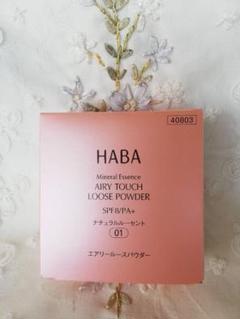 40803
HABA
Mineral Essence
AIRY TOUCH
LOOSE POWDER
SPF8/PA+
ナチュラルルーセント
01
エアリールースパウダー